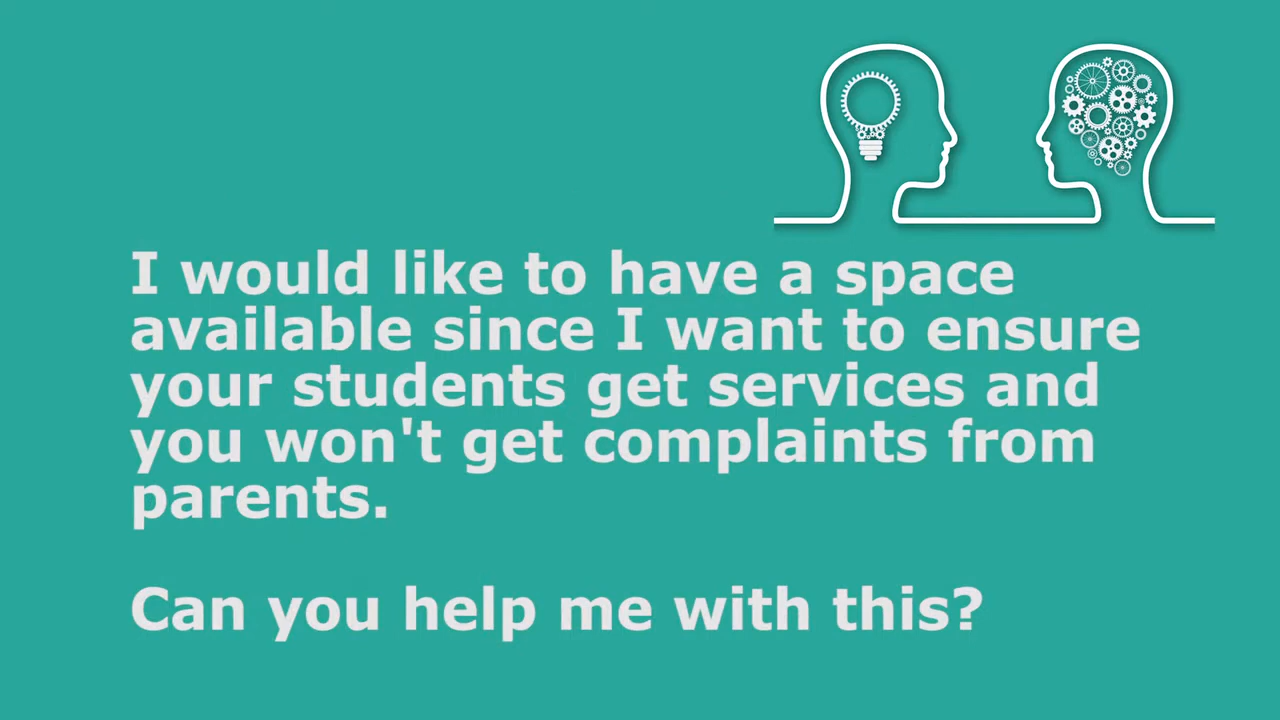 I would like to have a space
available since I want to ensure
your students get services and
you won't get complaints from
parents.
Can you help me with this?